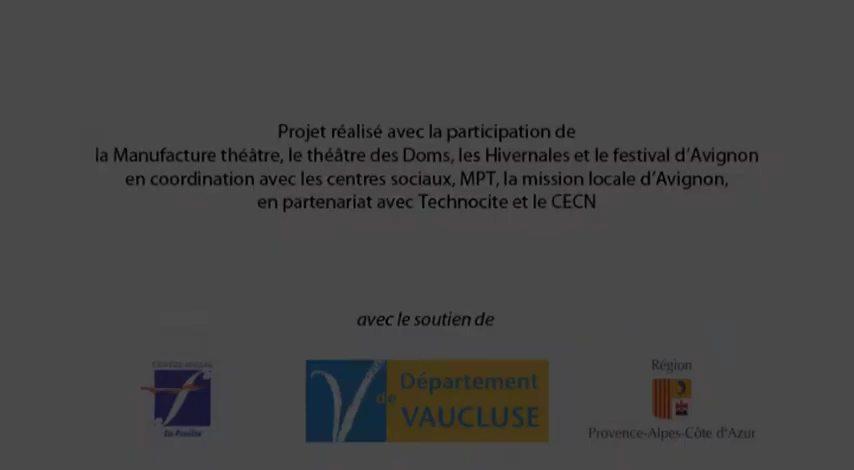 Projet réalisé avec la participation de
la Manufacture théâtre, le théâtre des Doms, les Hivernales et le festival d’Avignon
en coordination avec les centres sociaux, MPT, la mission locale d’Avignon,
en partenariat avec Technocite et le CECN
avec le soutien de
Département
de
VAUCLUSE
Région
Provence-Alpes-Côte d'Azur